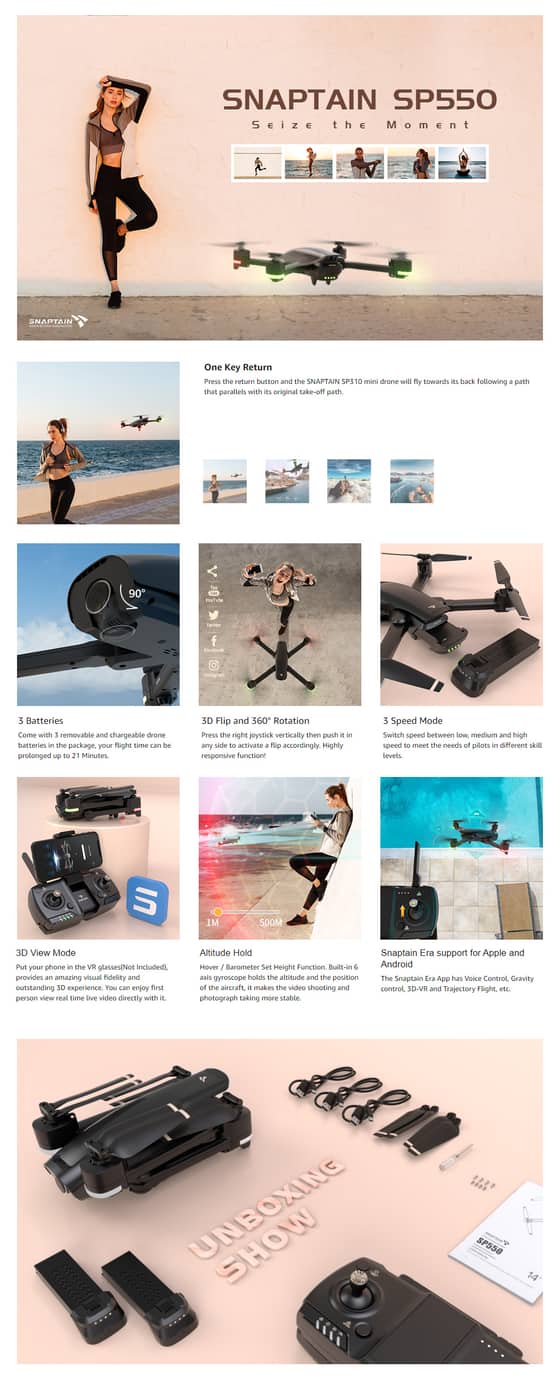 SNAPTAIN SP550
Seize the Moment
SNAPTAIN
One Key Return
Press the return button and the SNAPTAIN SP310 mini drone will fly towards its back following a path
that parallels with its original take-off path.
90°
You
Tube
YouTube
Twitter
Facebook
Instagram
3 Batteries
Come with 3 removable and chargeable drone
batteries in the package, your flight time can be
prolonged up to 21 Minutes.
3D Flip and 360° Rotation
Press the right joystick vertically then push it in
any side to activate a flip accordingly. Highly
responsive function!
3 Speed Mode
Switch speed between low, medium and high
speed to meet the needs of pilots in different skill
levels.
S
1M
500M
3D View Mode
Put your phone in the VR glasses(Not Included),
provides an amazing visual fidelity and
outstanding 3D experience. You can enjoy first
person view real time live video directly with it.
Altitude Hold
Hover / Barometer Set Height Function. Built-in 6
axis gyroscope holds the altitude and the position
of the aircraft, it makes the video shooting and
photograph taking more stable.
Snaptain Era support for Apple and
Android
The Snaptain Era App has Voice Control, Gravity
control, 3D-VR and Trajectory Flight, etc.
UNBOXING
SHOW
SNAPTAIN
SP550
14+